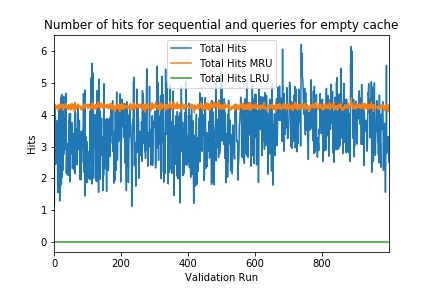 Number of hits for sequential and queries for empty cache
Total Hits
Total Hits MRU
Total Hits LRU
Hits
6
5
4
3
2
1
0
0 200 400 600 800
Validation Run